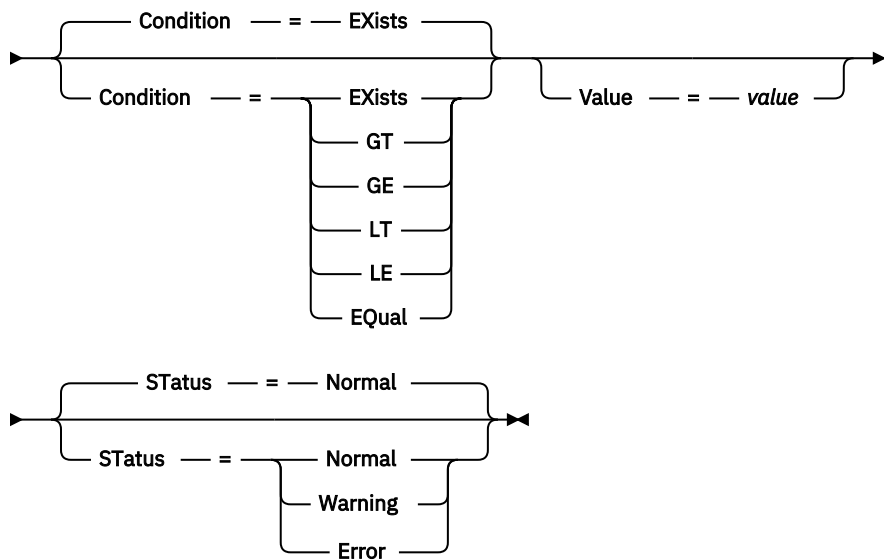 Condition = EXists
Condition = EXists Value = value
GT
GE
LT
LE
EQual
STatus = Normal
STatus = Normal
Warning
Error